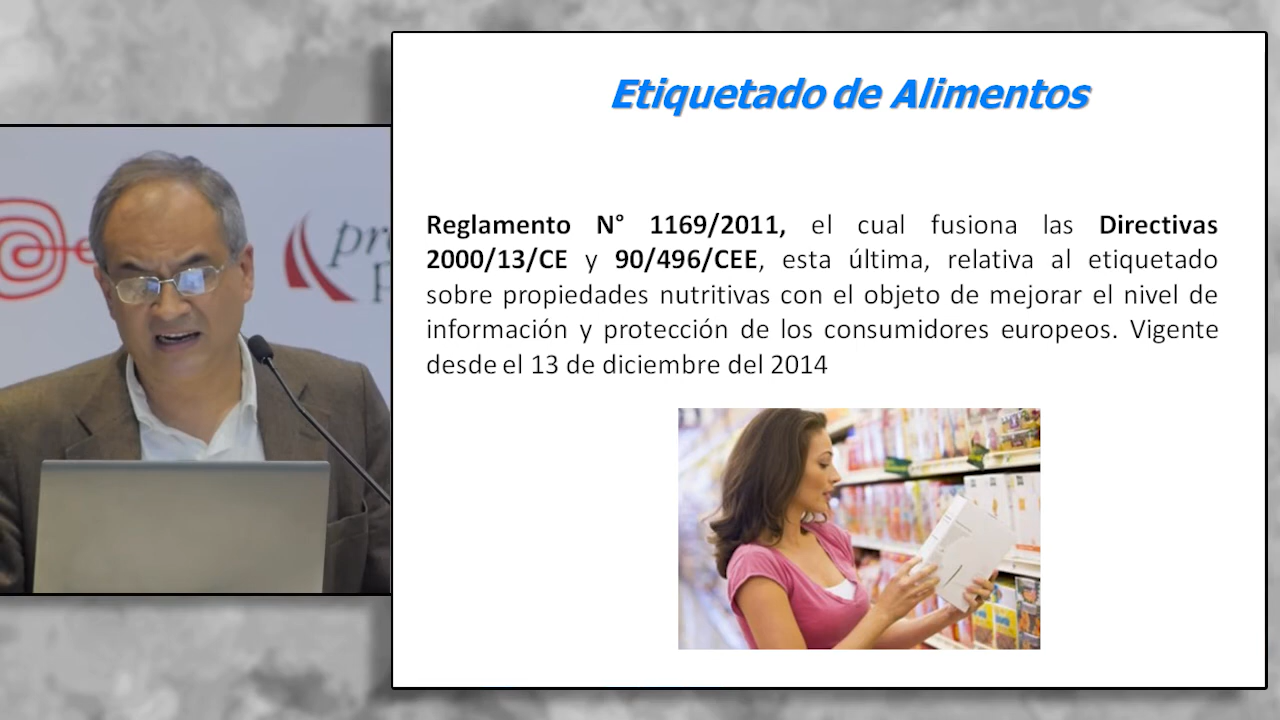 Etiquetado de Alimentos
Reglamento N° 1169/2011, el cual fusiona las Directivas
2000/13/CE y 90/496/CEE, esta última, relativa al etiquetado
sobre propiedades nutritivas con el objeto de mejorar el nivel de
información y protección de los consumidores europeos. Vigente
desde el 13 de diciembre del 2014